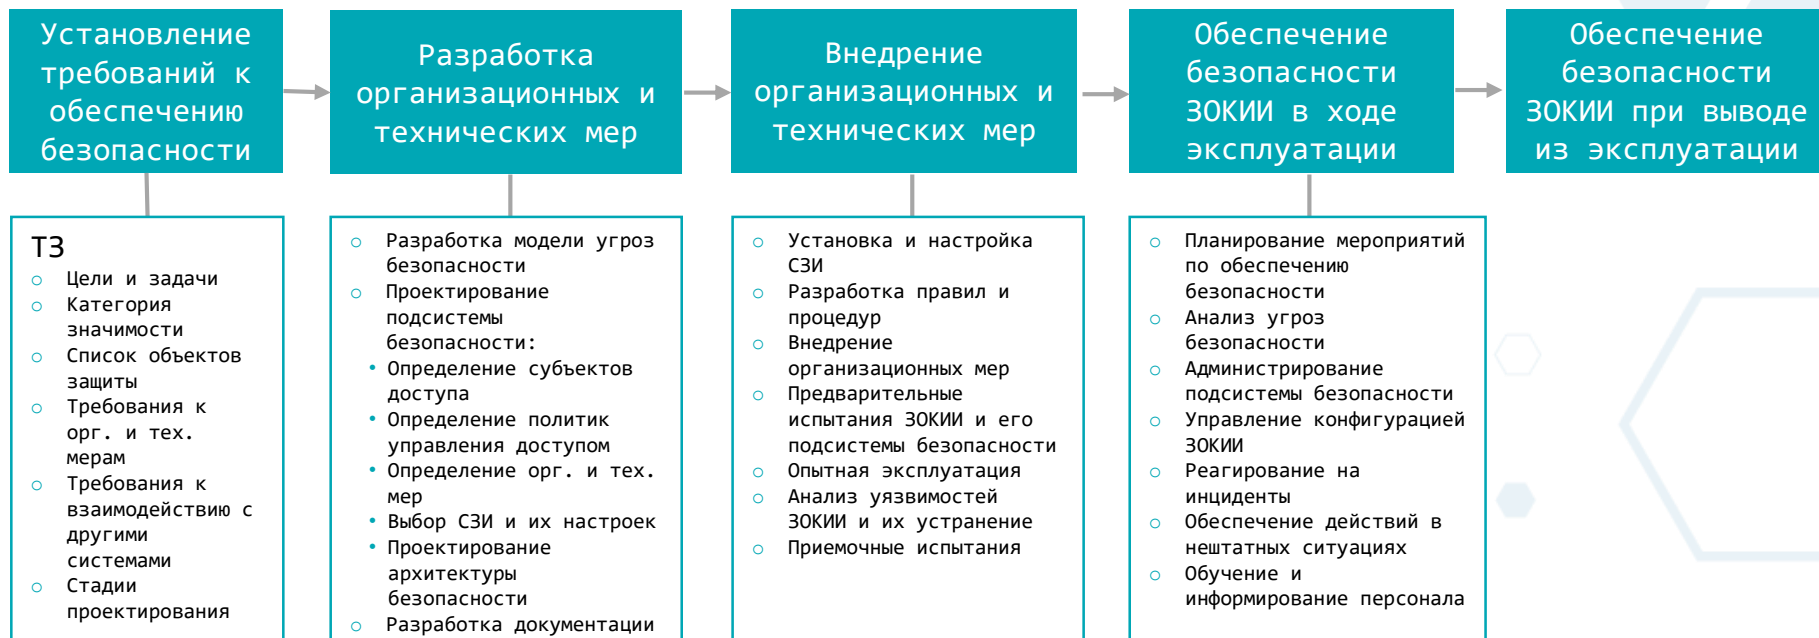 Установление
требований к
обеспечению
безопасности
Разработка
организационных и
технических мер
Внедрение
организационных и
технических мер
Обеспечение
безопасности
ЗОКИИ в ходе
эксплуатации
Обеспечение
безопасности
ЗОКИИ при выводе
из эксплуатации
ТЗ
Цели и задачи
Категория
значимости
Список объектов
защиты
Требования к
орг. и тех.
мерам
Требования к
взаимодействию с
другими
системами
Стадии
проектирования
Разработка модели угроз
безопасности
Проектирование
подсистемы
безопасности:
• Определение субъектов
доступа
• Определение политик
управления доступом
• Определение орг. и тех.
мер
• Выбор СЗИ и их настроек
• Проектирование
архитектуры
безопасности
Разработка документации
Установка и настройка
СЗИ
Разработка правил и
процедур
Внедрение
организационных мер
Предварительные
испытания ЗОКИИ и его
подсистемы безопасности
Опытная эксплуатация
Анализ уязвимостей
ЗОКИИ и их устранение
Приемочные испытания
Планирование мероприятий
по обеспечению
безопасности
Анализ угроз
безопасности
Администрирование
подсистемы безопасности
Управление конфигурацией
ЗОКИИ
Реагирование на
инциденты
Обеспечение действий в
нештатных ситуациях
Обучение и
информирование персонала